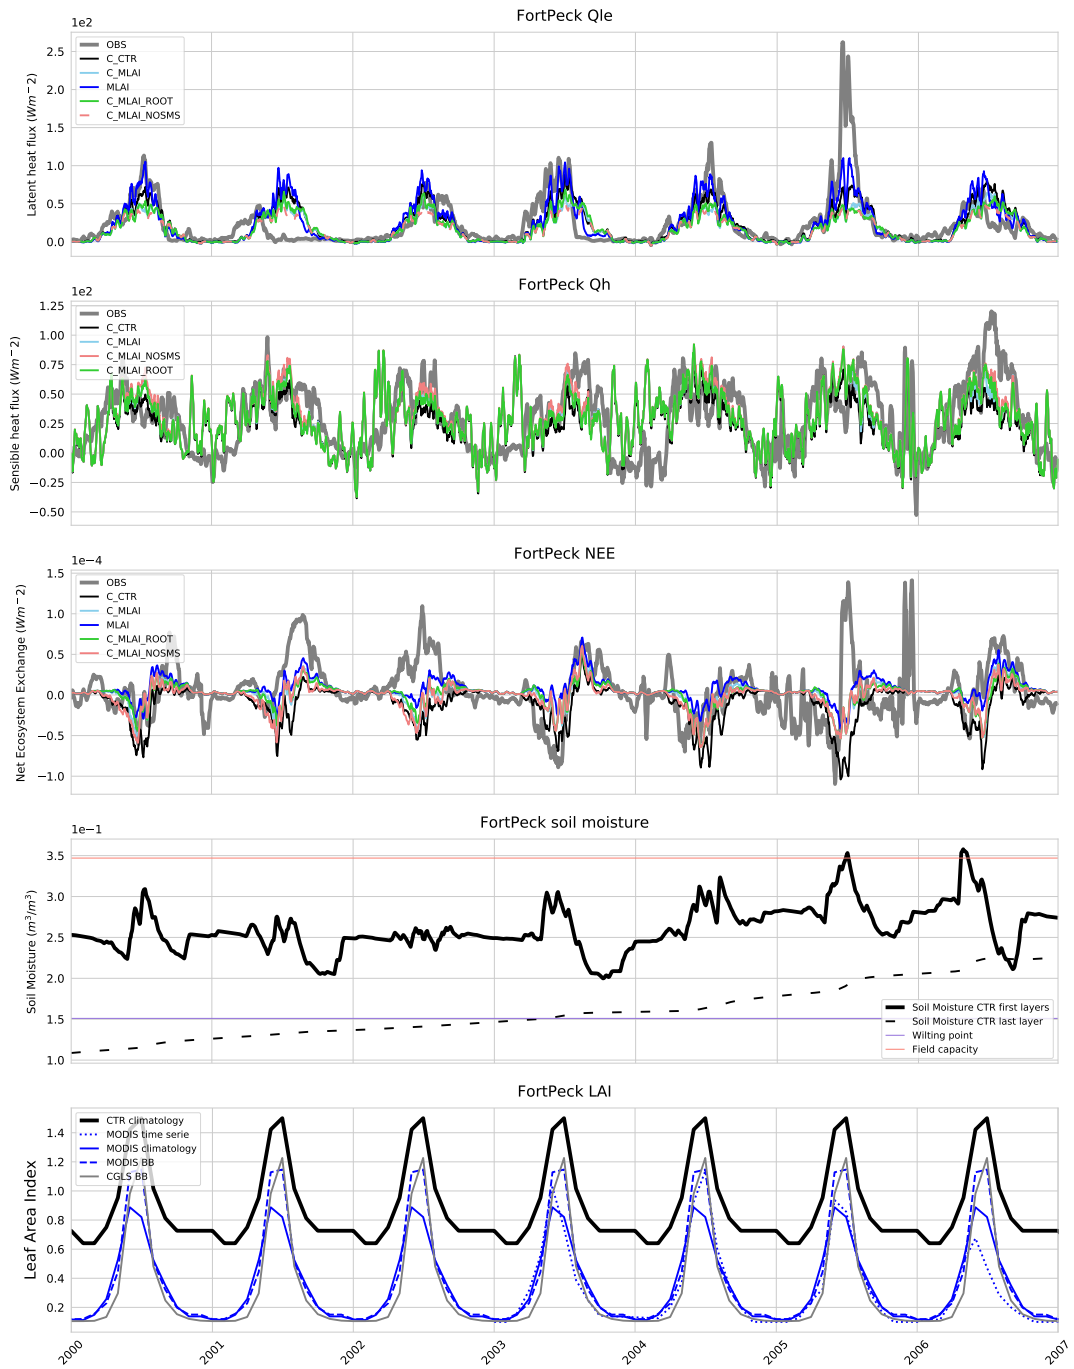 FortPeck Qle
1e2
2.5
2.0
1.5
1.0
0.5
0.0
Latent heat flux (Wm−2)
OBS
C_CTR
C_MLAI
MLAI
C_MLAI_ROOT
C_MLAI_NOSMS
FortPeck Qh
1e2
1.25
1.00
0.75
0.50
0.25
0.00
−0.25
−0.50
Sensible heat flux (Wm−2)
OBS
C_CTR
C_MLAI
C_MLAI_NOSMS
C_MLAI_ROOT
FortPeck NEE
1e−4
1.5
1.0
0.5
0.0
−0.5
−1.0
Net Ecosystem Exchange (Wm−2)
OBS
C_CTR
C_MLAI
MLAI
C_MLAI_ROOT
C_MLAI_NOSMS
FortPeck soil moisture
1e−1
3.5
3.0
2.5
2.0
1.5
1.0
Soil Moisture (m³/m³)
Soil Moisture CTR first layers
Soil Moisture CTR last layer
Wilting point
Field capacity
FortPeck LAI
1.4
1.2
1.0
0.8
0.6
0.4
0.2
Leaf Area Index
CTR climatology
MODIS time serie
MODIS climatology
MODIS BB
CGLS BB
2000 2001 2002 2003 2004 2005 2006 2007